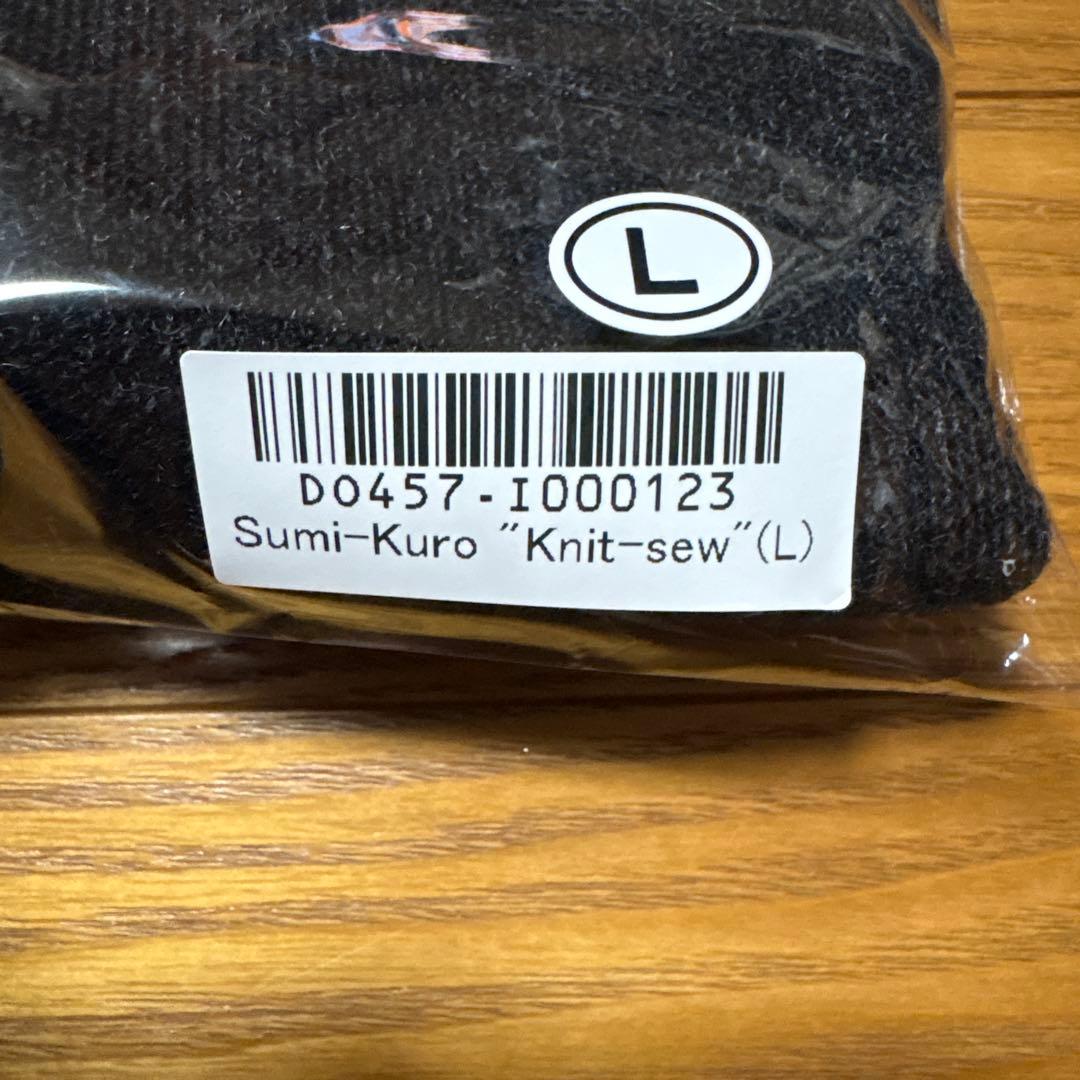 L
D0457-I000123
Sumi-Kuro "Knit-sew"(L)